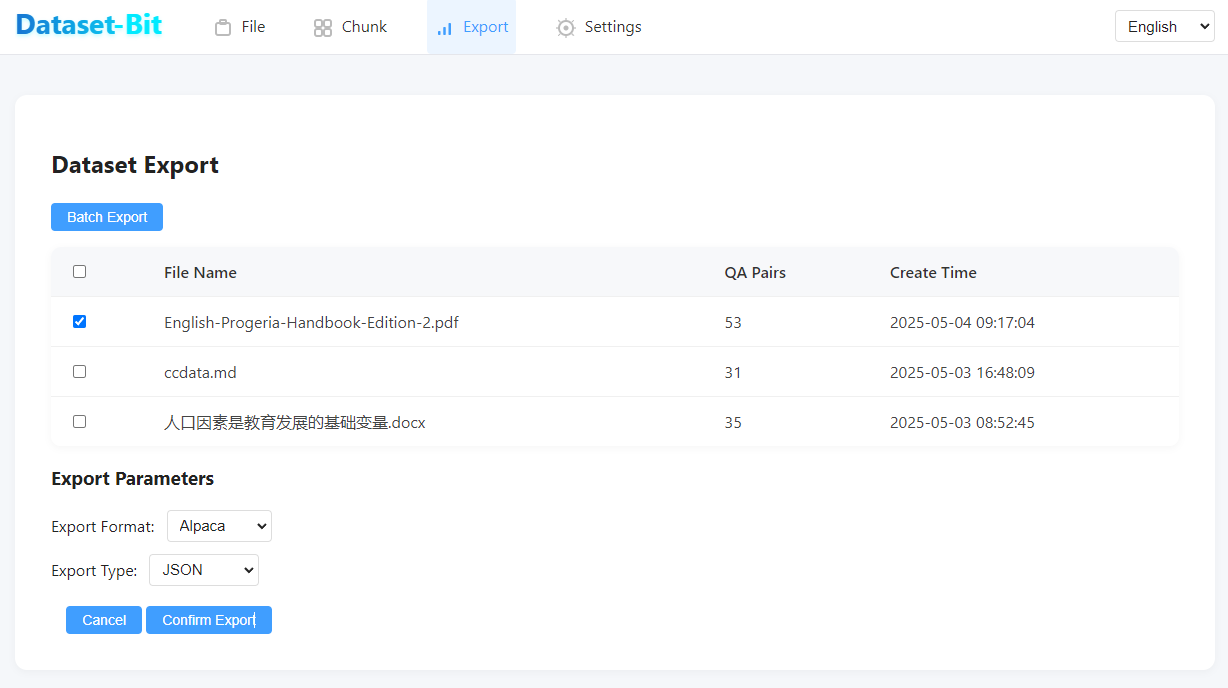 Dataset-Bit File Chunk Export Settings English
Dataset Export
Batch Export
File Name QA Pairs Create Time
English-Progeria-Handbook-Edition-2.pdf 53 2025-05-04 09:17:04
ccdata.md 31 2025-05-03 16:48:09
人口因素是教育发展的基础变量.docx 35 2025-05-03 08:52:45
Export Parameters
Export Format: Alpaca
Export Type: JSON
Cancel Confirm Export